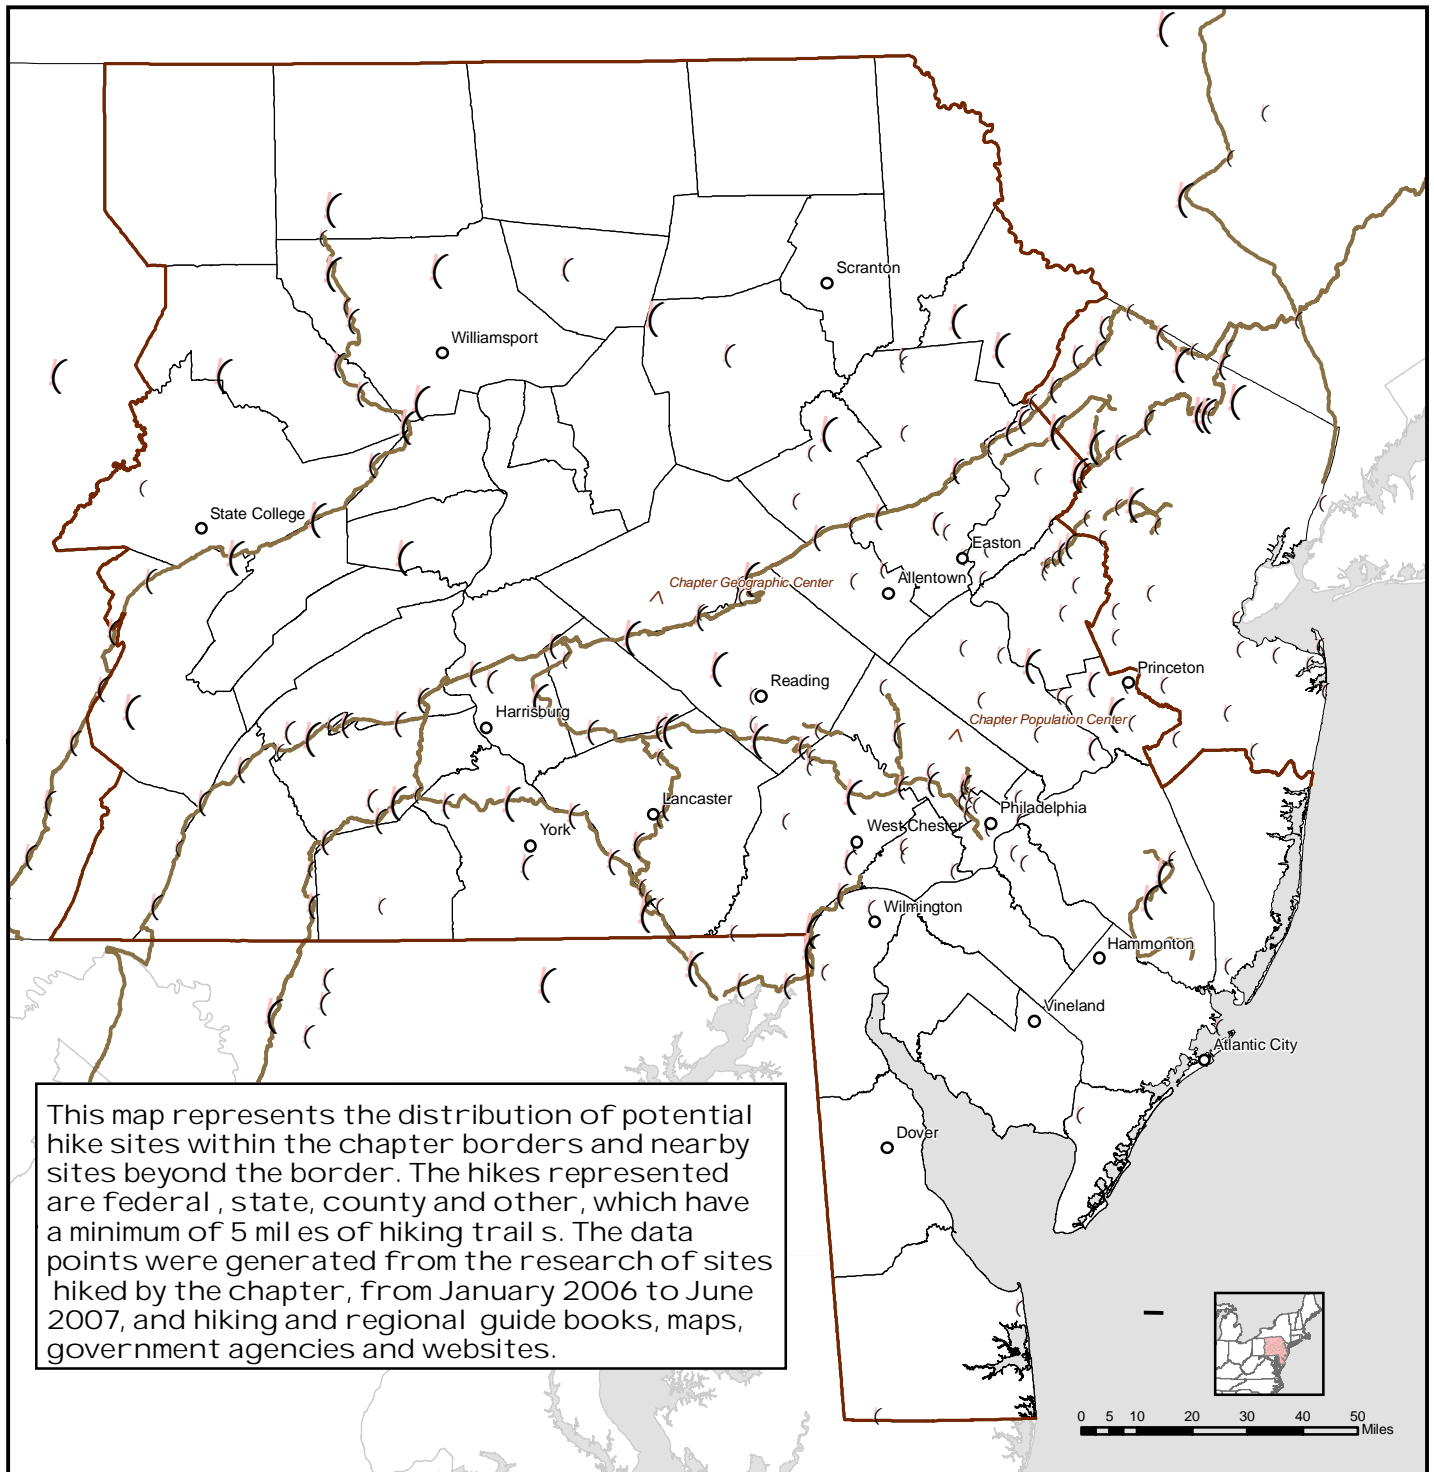 Scranton
Williamsport
State College
Easton
Allentown
Chapter Geographic Center
Princeton
Reading
Harrisburg
Chapter Population Center
Lancaster
Philadelphia
York
West Chester
Wilmington
Hammonton
Vineland
Atlantic City
Dover
This map represents the distribution of potential
hike sites within the chapter borders and nearby
sites beyond the border. The hikes represented
are federal , state, county and other, which have
a minimum of 5 mil es of hiking trail s. The data
points were generated from the research of sites
hiked by the chapter, from January 2006 to June
2007, and hiking and regional guide books, maps,
government agencies and websites.
0 5 10 20 30 40 50
Miles